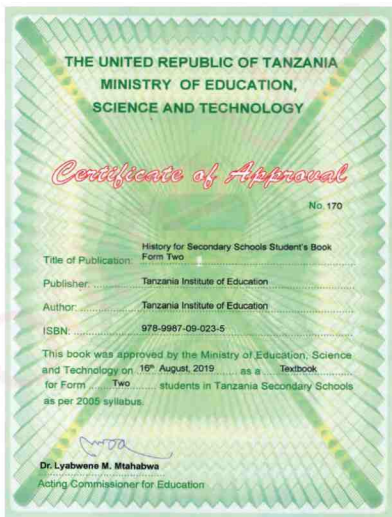 THE UNITED REPUBLIC OF TANZANIA
MINISTRY OF EDUCATION,
SCIENCE AND TECHNOLOGY
Certificate of Approval
No. 170
Title of Publication: History for Secondary Schools Student's Book
Form Two
Publisher: Tanzania Institute of Education
Author: Tanzania Institute of Education
ISBN: 978-9987-09-023-5
This book was approved by the Ministry of Education, Science
and Technology on 16th August, 2019 as a Textbook
for Form Two students in Tanzania Secondary Schools
as per 2005 syllabus.
Dr. Lyabwene M. Mtahabwa
Acting Commissioner for Education